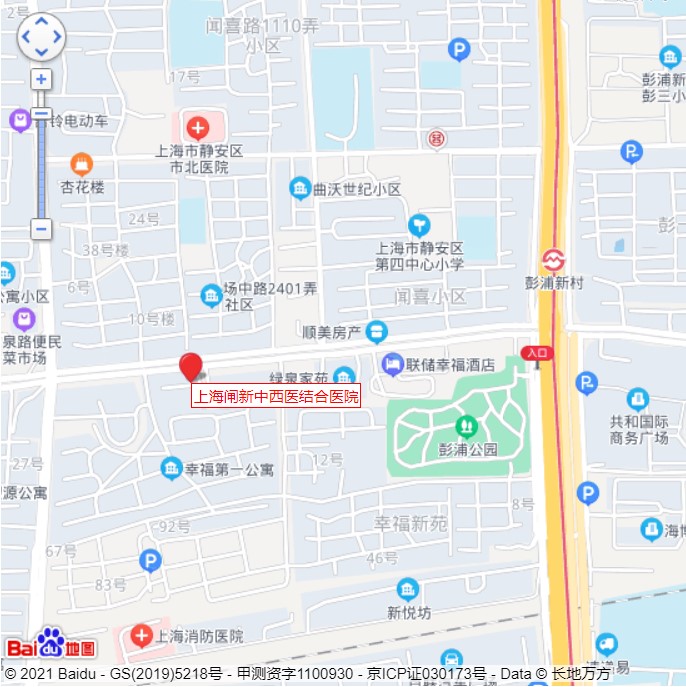 闻喜路1110弄
小区
P
17号
彭浦新
彭三小
铃电动车
上海市静安区
市北医院
P
杏花楼
曲沃世纪小区
24号
上海市静安区
第四中心小学
彭二
38号楼
彭浦新村
公寓小区
6号
场中路2401弄
社区
闻喜小区
10号楼
泉路便民
菜市场
顺美房产
入口
联储幸福酒店
绿泉家苑
P
上海闸新中西医结合医院
共和国际
商务广场
彭浦公园
12号
27号
幸福第一公寓
源公寓
P
8号
92号
幸福新苑
海博
67号
P
46号
83号
新悦坊
上海消防医院
Bai du 地图
© 2021 Baidu - GS(2019)5218号 - 甲测资字1100930 - 京ICP证030173号 - Data © 长地万方